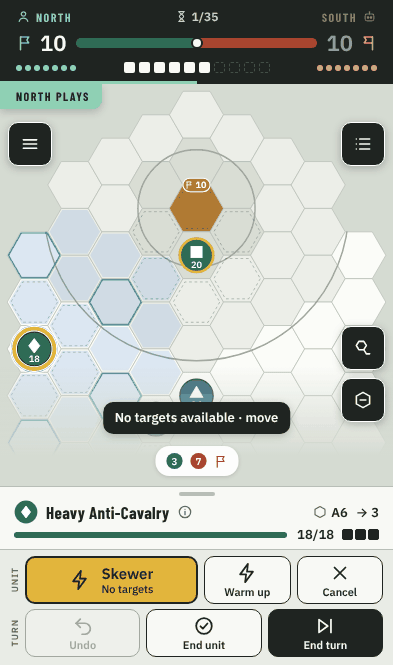 NORTH
1/35
SOUTH
10
10
NORTH PLAYS
10
20
18
No targets available · move
3 7
Heavy Anti-Cavalry
A6 → 3
18/18
UNIT
Skewer
No targets
Warm up
Cancel
TURN
Undo
End unit
End turn